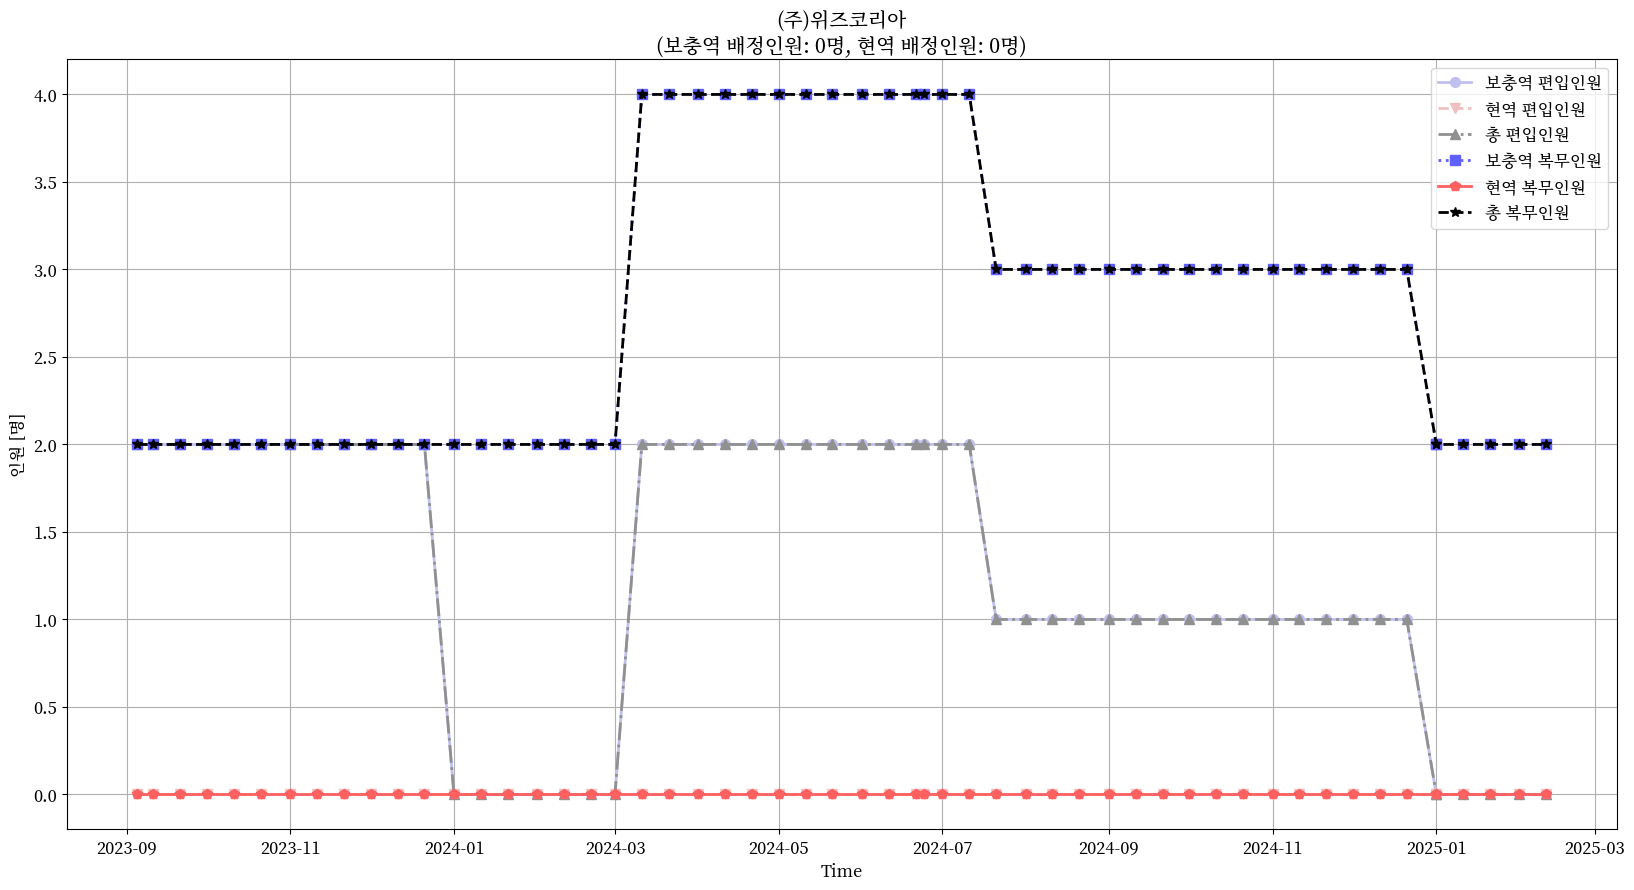 (주)위즈코리아
(보충역 배정인원: 0명, 현역 배정인원: 0명)
보충역 편입인원
현역 편입인원
총 편입인원
보충역 복무인원
현역 복무인원
총 복무인원
인원 [명]
4.0
3.5
3.0
2.5
2.0
1.5
1.0
0.5
0.0
2023-09
2023-11
2024-01
2024-03
2024-05
2024-07
2024-09
2024-11
2025-01
2025-03
Time